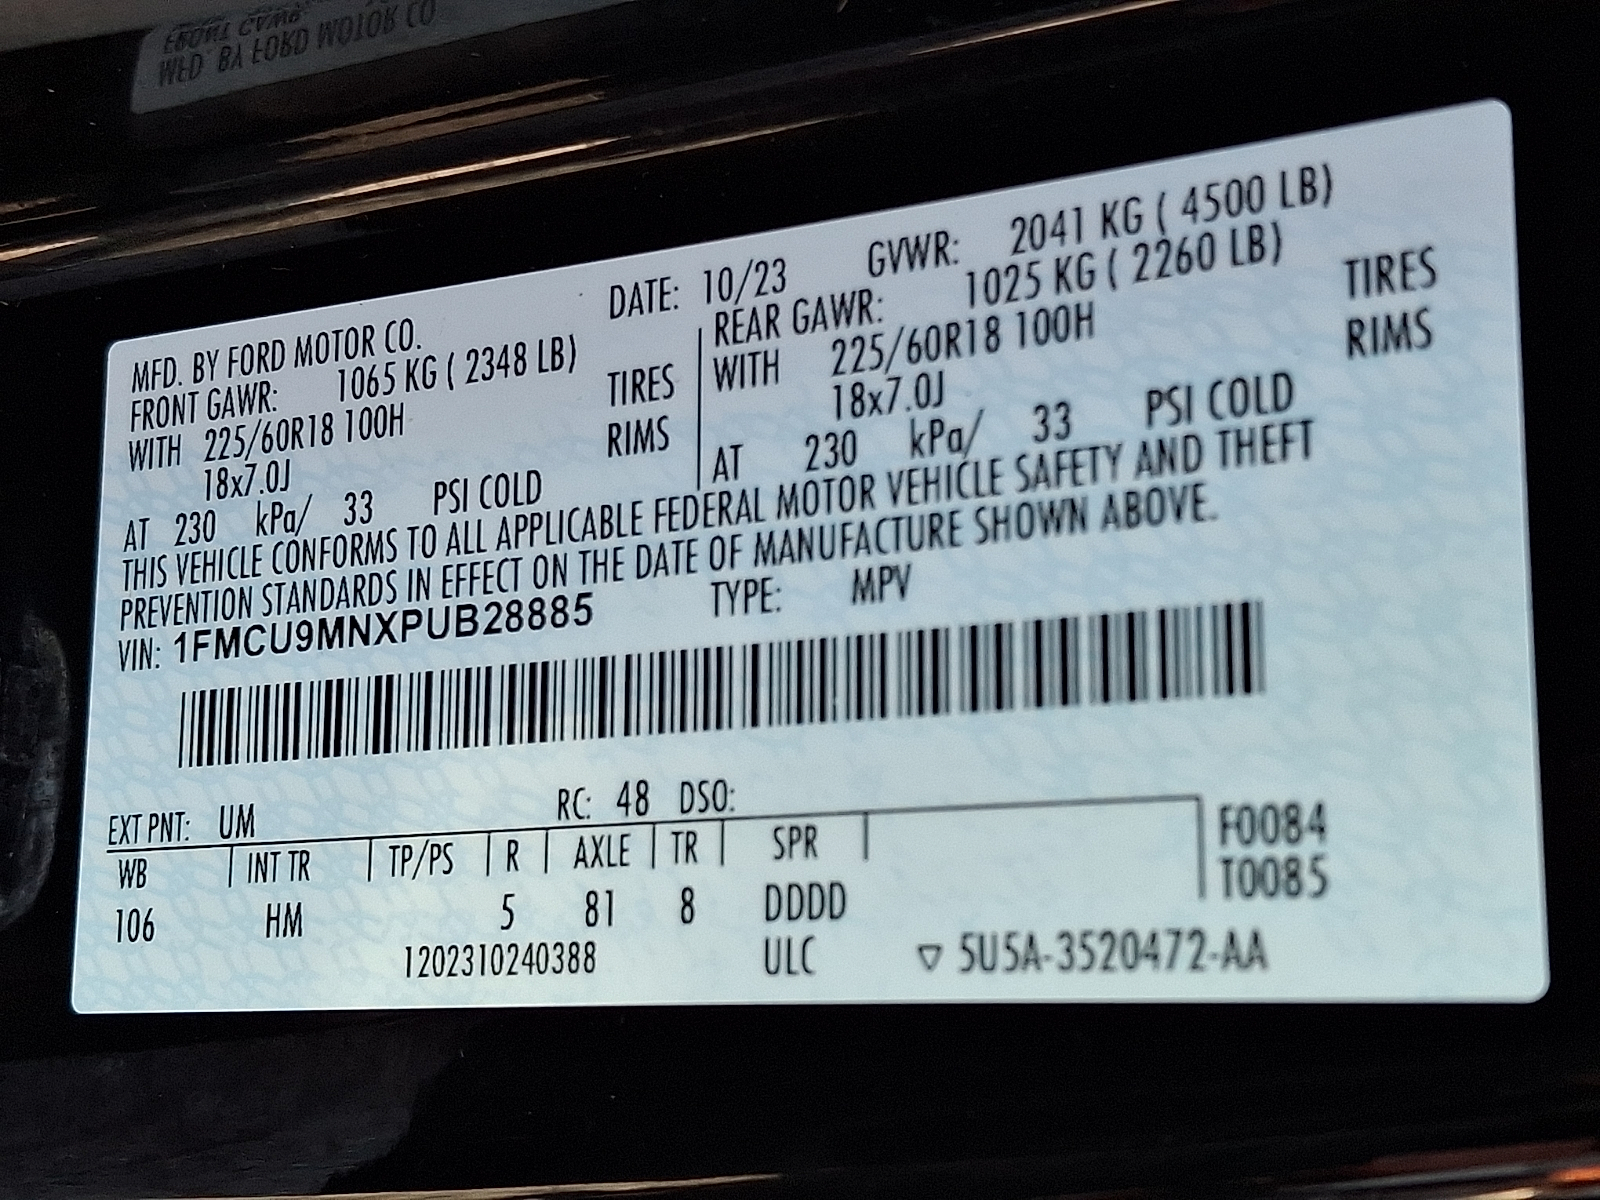 MFD. BY FORD MOTOR CO.
DATE: 10/23 GVWR: 2041 KG ( 4500 LB)
FRONT GAWR: 1065 KG ( 2348 LB)
WITH 225/60R18 100H TIRES
18x7.0J RIMS
AT 230 kPa/ 33 PSI COLD
REAR GAWR: 1025 KG ( 2260 LB)
WITH 225/60R18 100H TIRES
18x7.0J RIMS
AT 230 kPa/ 33 PSI COLD
THIS VEHICLE CONFORMS TO ALL APPLICABLE FEDERAL MOTOR VEHICLE SAFETY AND THEFT
PREVENTION STANDARDS IN EFFECT ON THE DATE OF MANUFACTURE SHOWN ABOVE.
VIN: 1FMCU9MNXPUB28885 TYPE: MPV
EXT PNT: UM RC: 48 DSO:
WB INT TR TP/PS R AXLE TR SPR
106 HM 5 81 8 DDDD
F0084
T0085
1202310240388 ULC ▽ 5U5A-3520472-AA